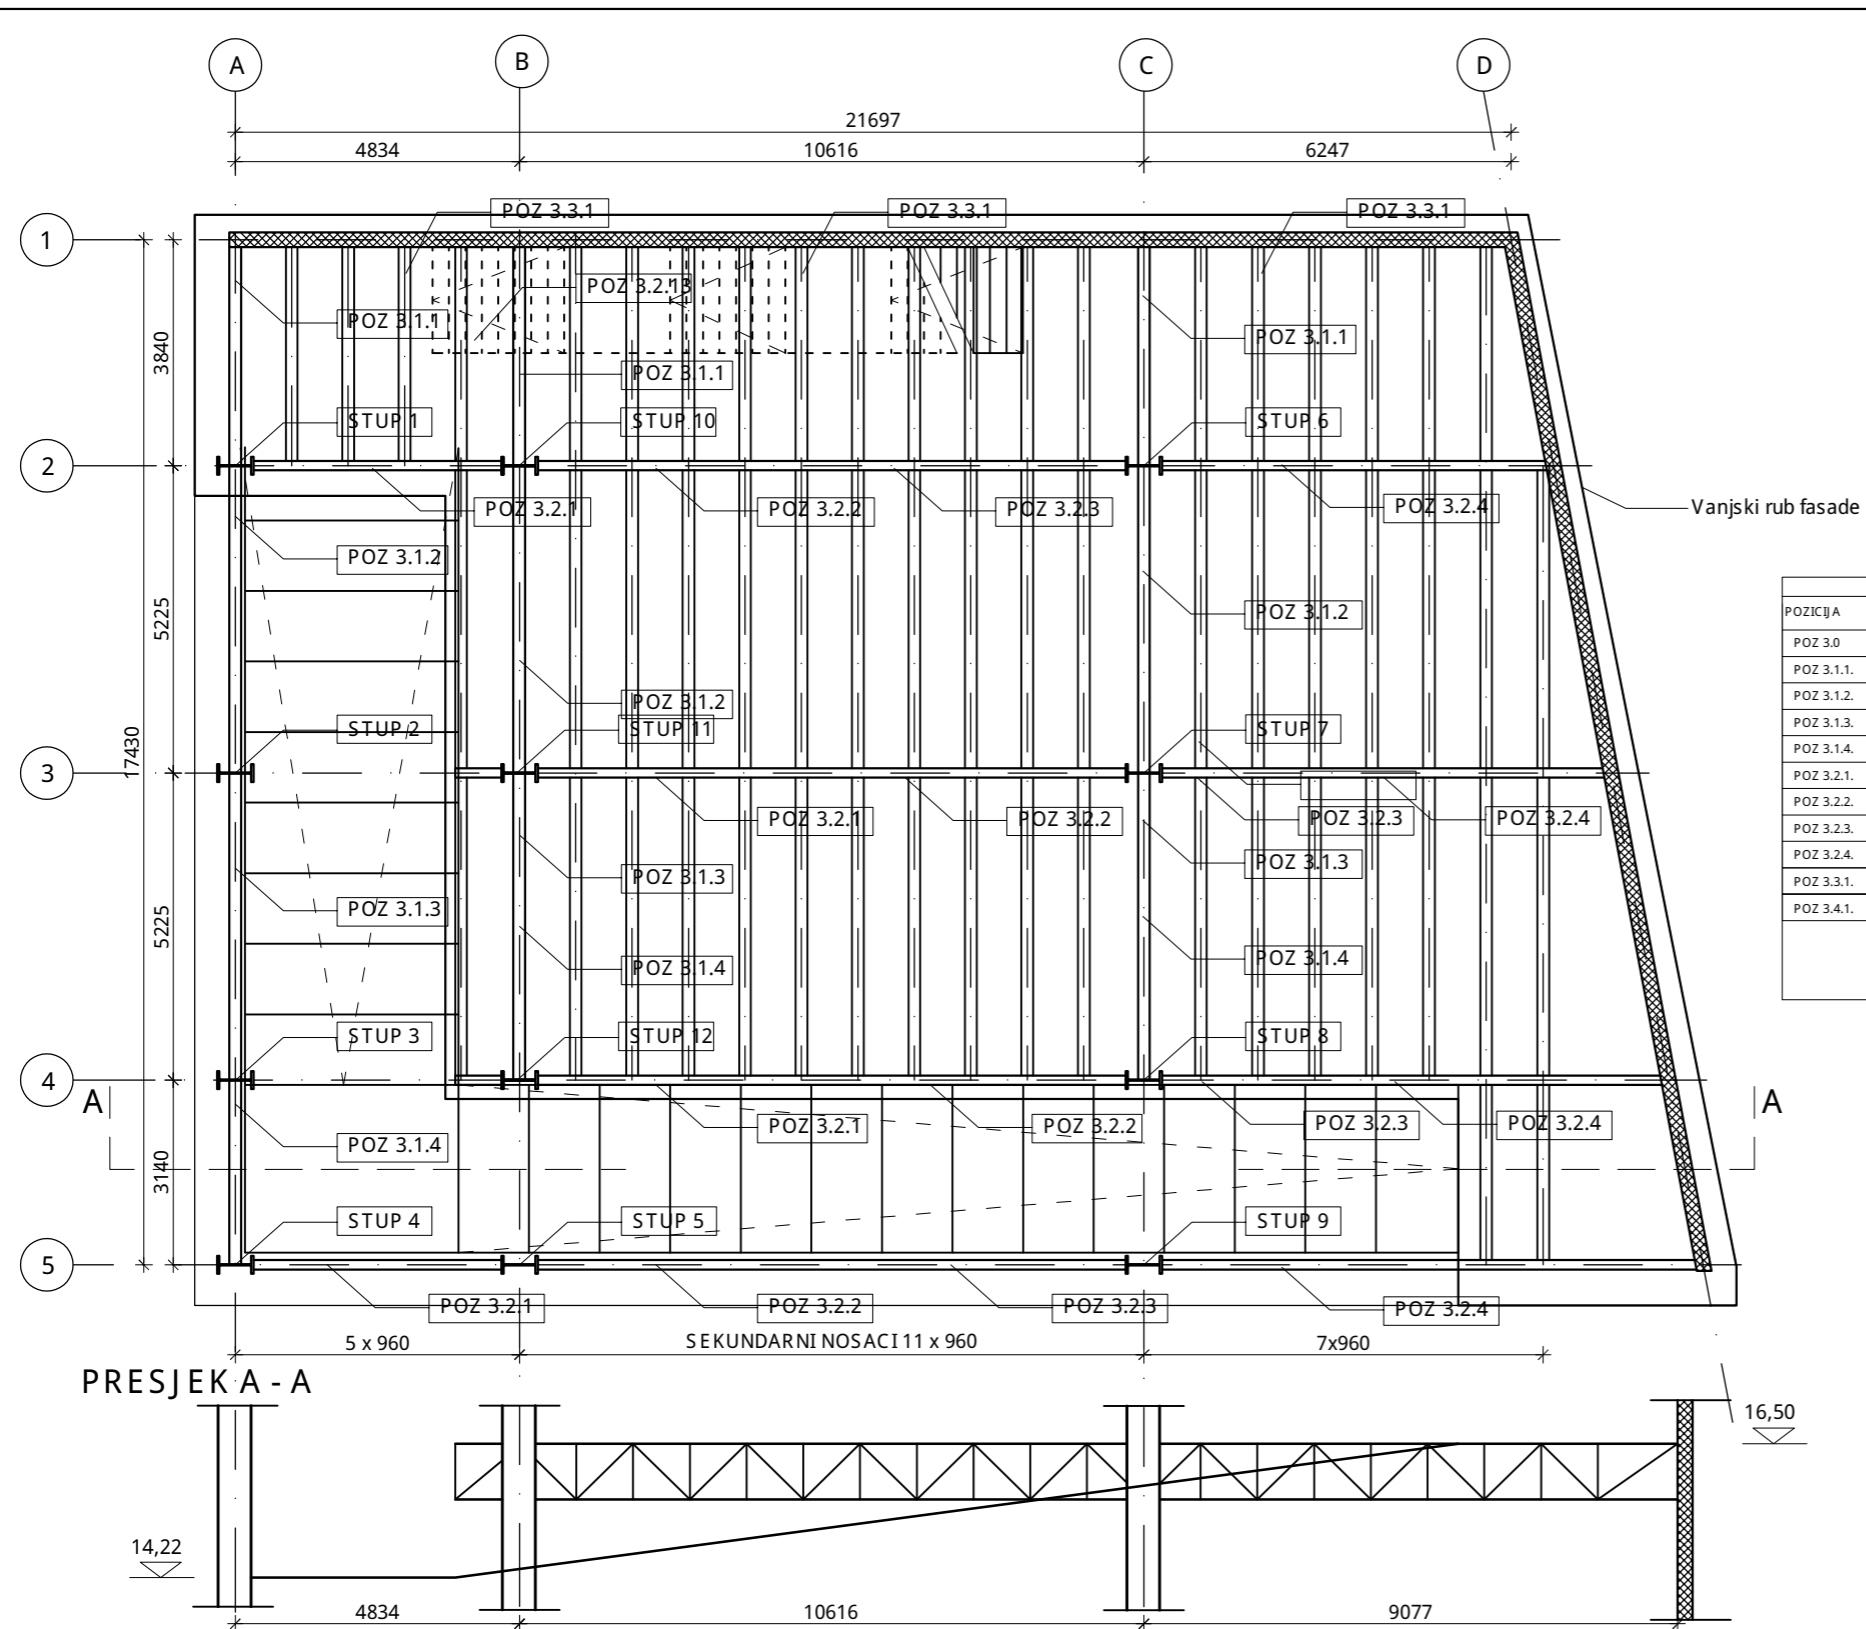 A
B
C
D
21697
4834
10616
6247
POZ 3.3.1
POZ 3.3.1
POZ 3.3.1
1
POZ 3.2.13
POZ 3.1.1
POZ 3.1.1
POZ 3.1.1
3840
STUP 1
STUP 10
STUP 6
2
POZ 3.2.1
POZ 3.2.2
POZ 3.2.3
POZ 3.2.4
Vanjski rub fasade
POZ 3.1.2
5225
POZ 3.1.2
POZ 3.1.2
STUP 2
STUP 11
STUP 7
17430
3
POZ 3.2.1
POZ 3.2.2
POZ 3.2.3
POZ 3.2.4
POZ 3.1.3
POZ 3.1.3
POZ 3.1.3
5225
POZ 3.1.4
POZ 3.1.4
STUP 3
STUP 12
STUP 8
4
A
A
POZ 3.2.1
POZ 3.2.2
POZ 3.2.3
POZ 3.2.4
POZ 3.1.4
3140
STUP 4
STUP 5
STUP 9
5
POZ 3.2.1
POZ 3.2.2
POZ 3.2.3
POZ 3.2.4
5 x 960
SEKUNDARNI NOSACI 11 x 960
7x960
POZICIJA
POZ 3.0
POZ 3.1.1.
POZ 3.1.2.
POZ 3.1.3.
POZ 3.1.4.
POZ 3.2.1.
POZ 3.2.2.
POZ 3.2.3.
POZ 3.2.4.
POZ 3.3.1.
POZ 3.4.1.
PRESJEK A - A
16,50
14,22
4834
10616
9077